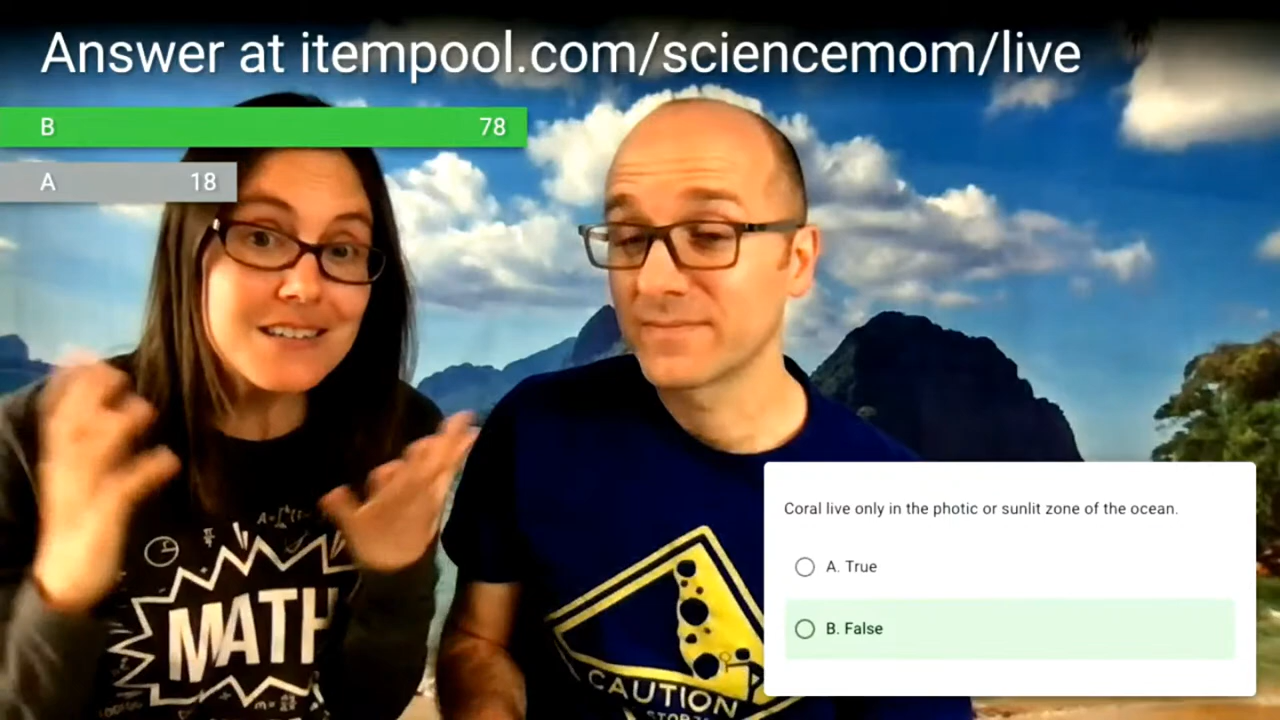 Answer at itempool.com/sciencemom/live
B 78
A 18
Coral live only in the photic or sunlit zone of the ocean.
A. True
B. False
MATH
CAUTION